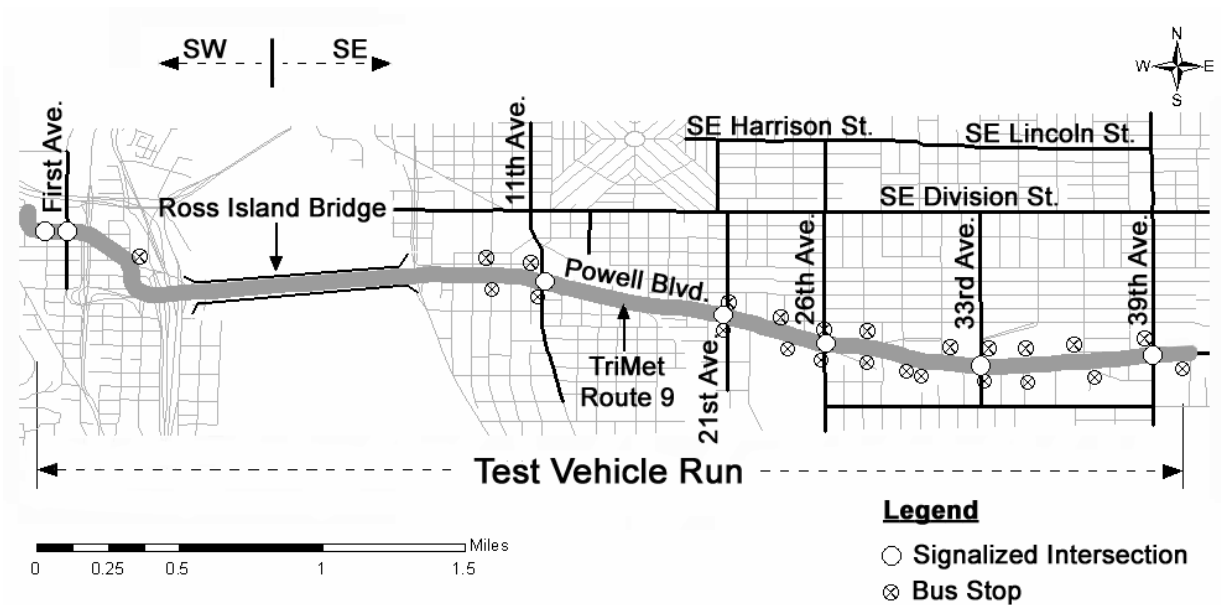 SW
SE
N
W
E
S
First Ave.
11th Ave.
SE Harrison St.
SE Lincoln St.
Ross Island Bridge
SE Division St.
Powell Blvd.
21st Ave.
26th Ave.
33rd Ave.
39th Ave.
TriMet
Route 9
Test Vehicle Run
Legend
Signalized Intersection
Bus Stop
Miles
0
0.25
0.5
1
1.5